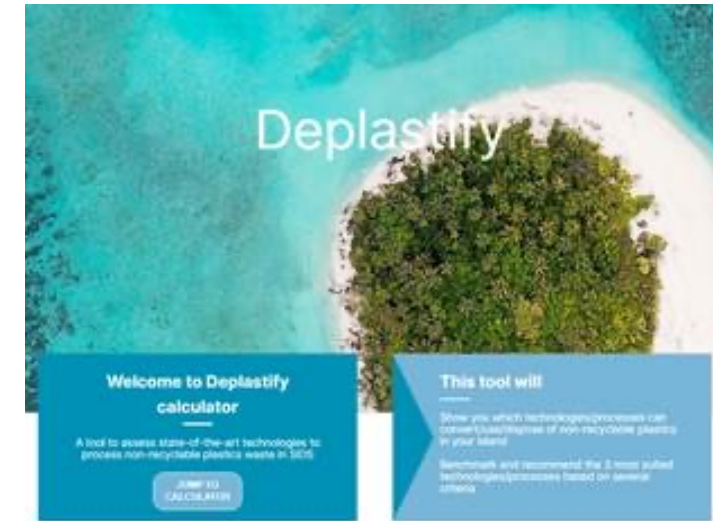 Deplastify
Welcome to Deplastify
calculator
A tool to assess state-of-the-art technologies to
process non-recyclable plastics waste in SIDS
JUMP TO
CALCULATOR
This tool will
Show you which technologies/processes can
convert/use/dispose of non-recyclable plastics
in your island
Benchmark and recommend the 3 most suited
technologies/processes based on several
criteria